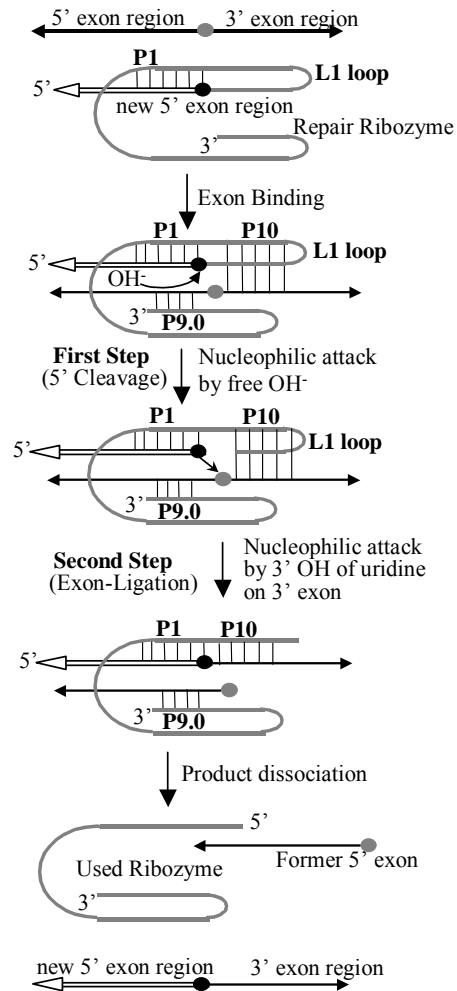 5' exon region 3' exon region
P1
L1 loop
5'
new 5' exon region
Repair Ribozyme
3'
Exon Binding
P1 P10
L1 loop
5'
OH-
3'
P9.0
First Step
(5' Cleavage)
Nucleophilic attack
by free OH-
P1 P10
L1 loop
5'
3'
P9.0
Second Step
(Exon-Ligation)
Nucleophilic attack
by 3' OH of uridine
on 3' exon
P1 P10
5'
P9.0
3'
Product dissociation
5'
Used Ribozyme
Former 5' exon
3'
new 5' exon region 3' exon region